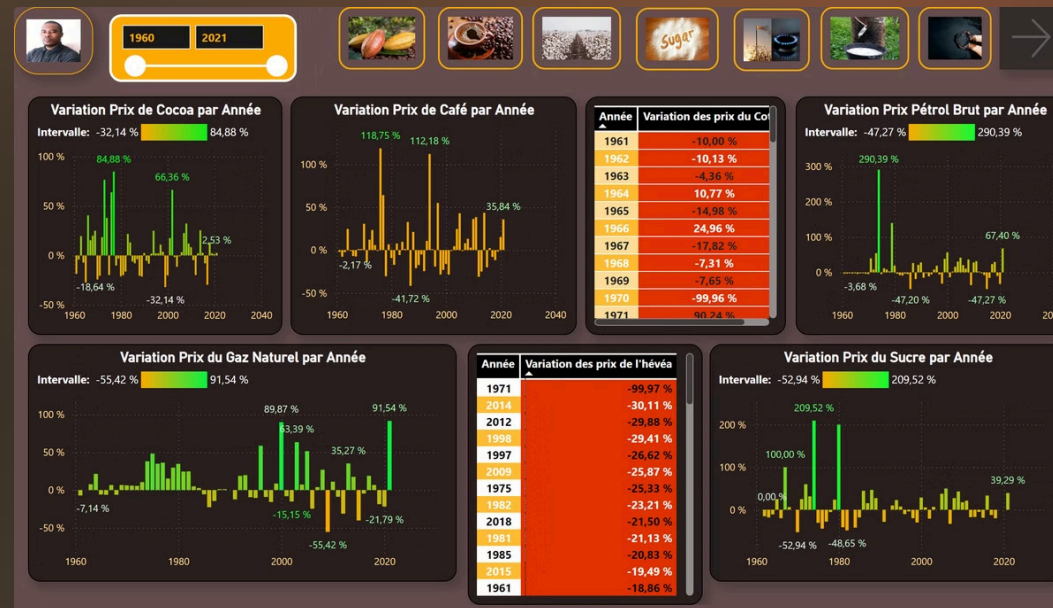 1960 2021
Sugar
Variation Prix de Cocoa par Année
Intervalle: -32,14 % 84,88 %
100 %
84,88 %
66,36 %
50 %
2,53 %
0 %
-18,64 %
-32,14 %
-50 %
1960 1980 2000 2020 2040
Variation Prix de Café par Année
118,75 %
112,18 %
100 %
50 %
35,84 %
0 %
-2,17 %
-41,72 %
-50 %
1960 1980 2000 2020 2040
Année Variation des prix du Cot
1961 -10,00 %
1962 -10,13 %
1963 -4,36 %
1964 10,77 %
1965 -14,98 %
1966 24,96 %
1967 -17,82 %
1968 -7,31 %
1969 -7,65 %
1970 -99,96 %
1971 90,24 %
Variation Prix Pétrol Brut par Année
Intervalle: -47,27 % 290,39 %
300 %
290,39 %
200 %
100 %
67,40 %
0 %
-3,68 %
-47,20 %
-47,27 %
1960 1980 2000 2020 20
Variation Prix du Gaz Naturel par Année
Intervalle: -55,42 % 91,54 %
100 %
89,87 %
91,54 %
63,39 %
50 %
35,27 %
0 %
-7,14 %
-15,15 %
-21,79 %
-50 %
-55,42 %
1960 1980 2000 2020
Année Variation des prix de l'hévéa
1971 -99,97 %
2014 -30,11 %
2012 -29,88 %
1998 -29,41 %
1997 -26,62 %
2009 -25,87 %
1975 -25,33 %
1982 -23,21 %
2018 -21,50 %
1981 -21,13 %
1985 -20,83 %
2015 -19,49 %
1961 -18,86 %
Variation Prix du Sucre par Année
Intervalle: -52,94 % 209,52 %
209,52 %
200 %
100,00 %
100 %
39,29 %
0,00 %
0 %
-52,94 %
-48,65 %
1960 1980 2000 2020